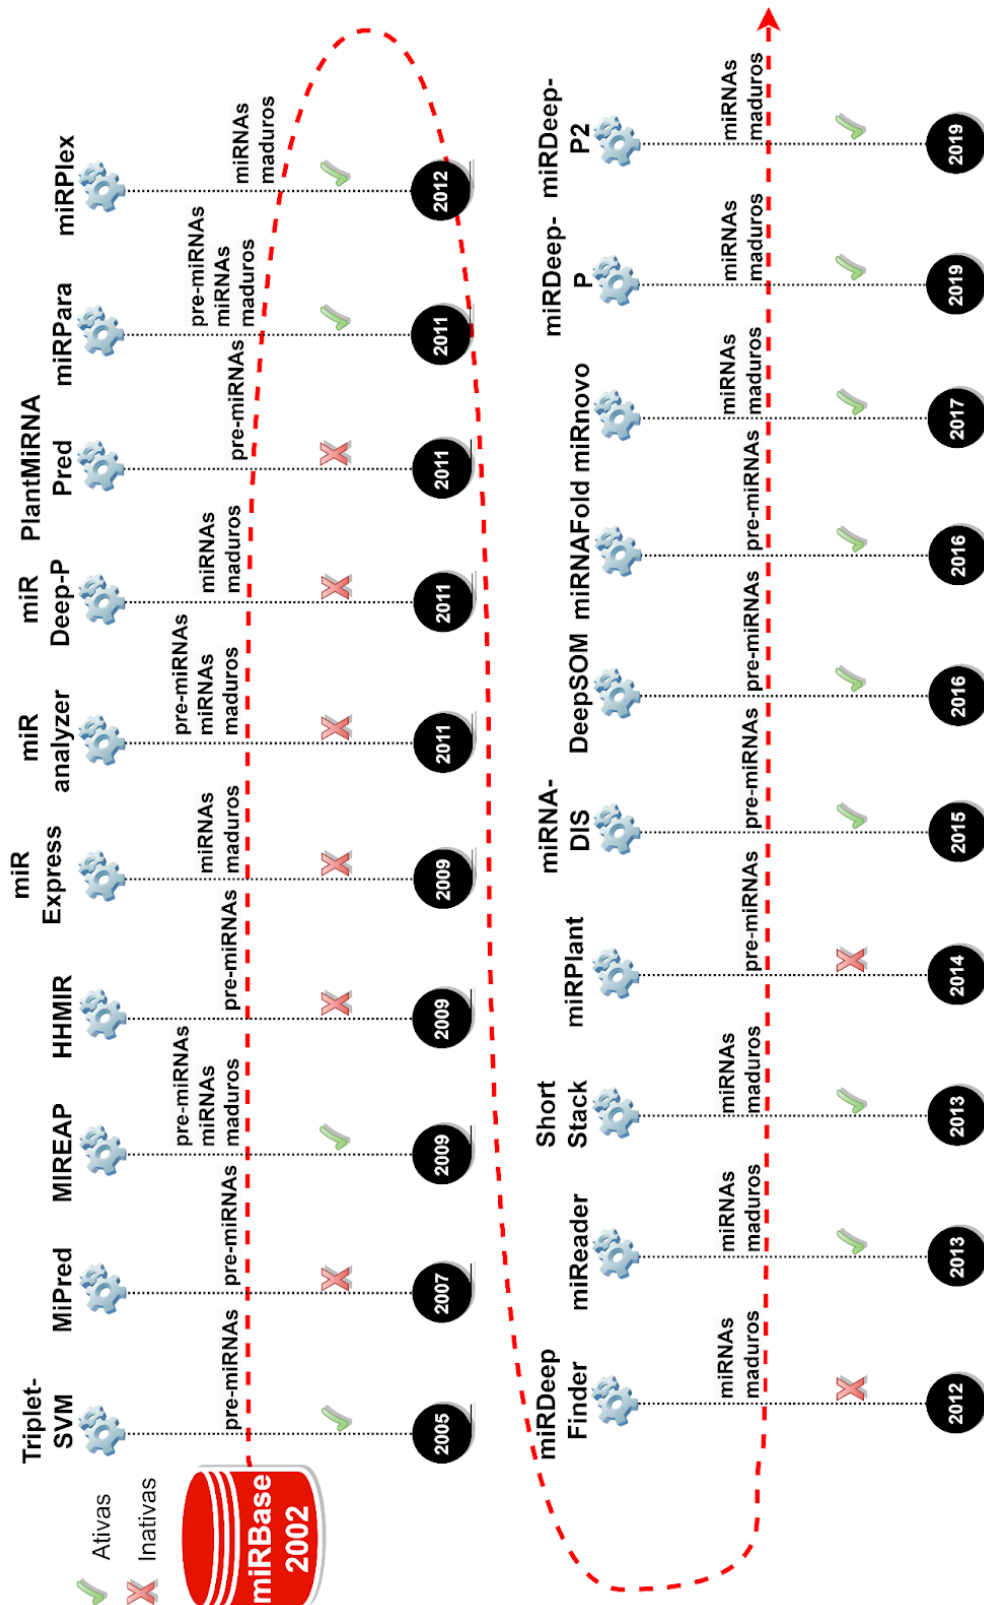 Ativas
Inativas
miRBase
2002
Triplet-
SVM
pre-miRNAs
2005
MiPred
pre-miRNAs
2007
MIREAP
pre-miRNAs
miRNAs
maduros
2009
HHMIR
pre-miRNAs
2009
miR
Express
miRNAs
maduros
2009
miR
analyzer
pre-miRNAs
miRNAs
maduros
2011
miR
Deep-P
miRNAs
maduros
2011
PlantMiRNA
Pred
pre-miRNAs
2011
miRPara
pre-miRNAs
miRNAs
maduros
2011
miRPlex
miRNAs
maduros
2012
miRDeep
Finder
miRNAs
maduros
2012
miReader
miRNAs
maduros
2013
Short
Stack
miRNAs
maduros
2013
miRPlant
pre-miRNAs
2014
miRNA-
DIS
pre-miRNAs
2015
DeepSOM
pre-miRNAs
2016
miRNAFold
pre-miRNAs
2016
miRnovo
miRNAs
maduros
2017
miRDeep-
P
miRNAs
maduros
2019
miRDeep-
P2
miRNAs
maduros
2019